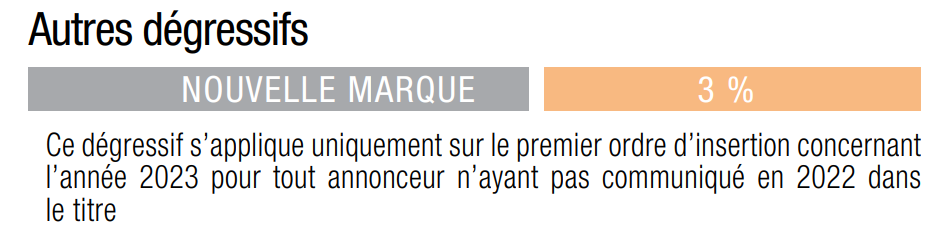 Autres dégressifs
NOUVELLE MARQUE 3 %
Ce dégressif s’applique uniquement sur le premier ordre d’insertion concernant
l’année 2023 pour tout annonceur n’ayant pas communiqué en 2022 dans
le titre